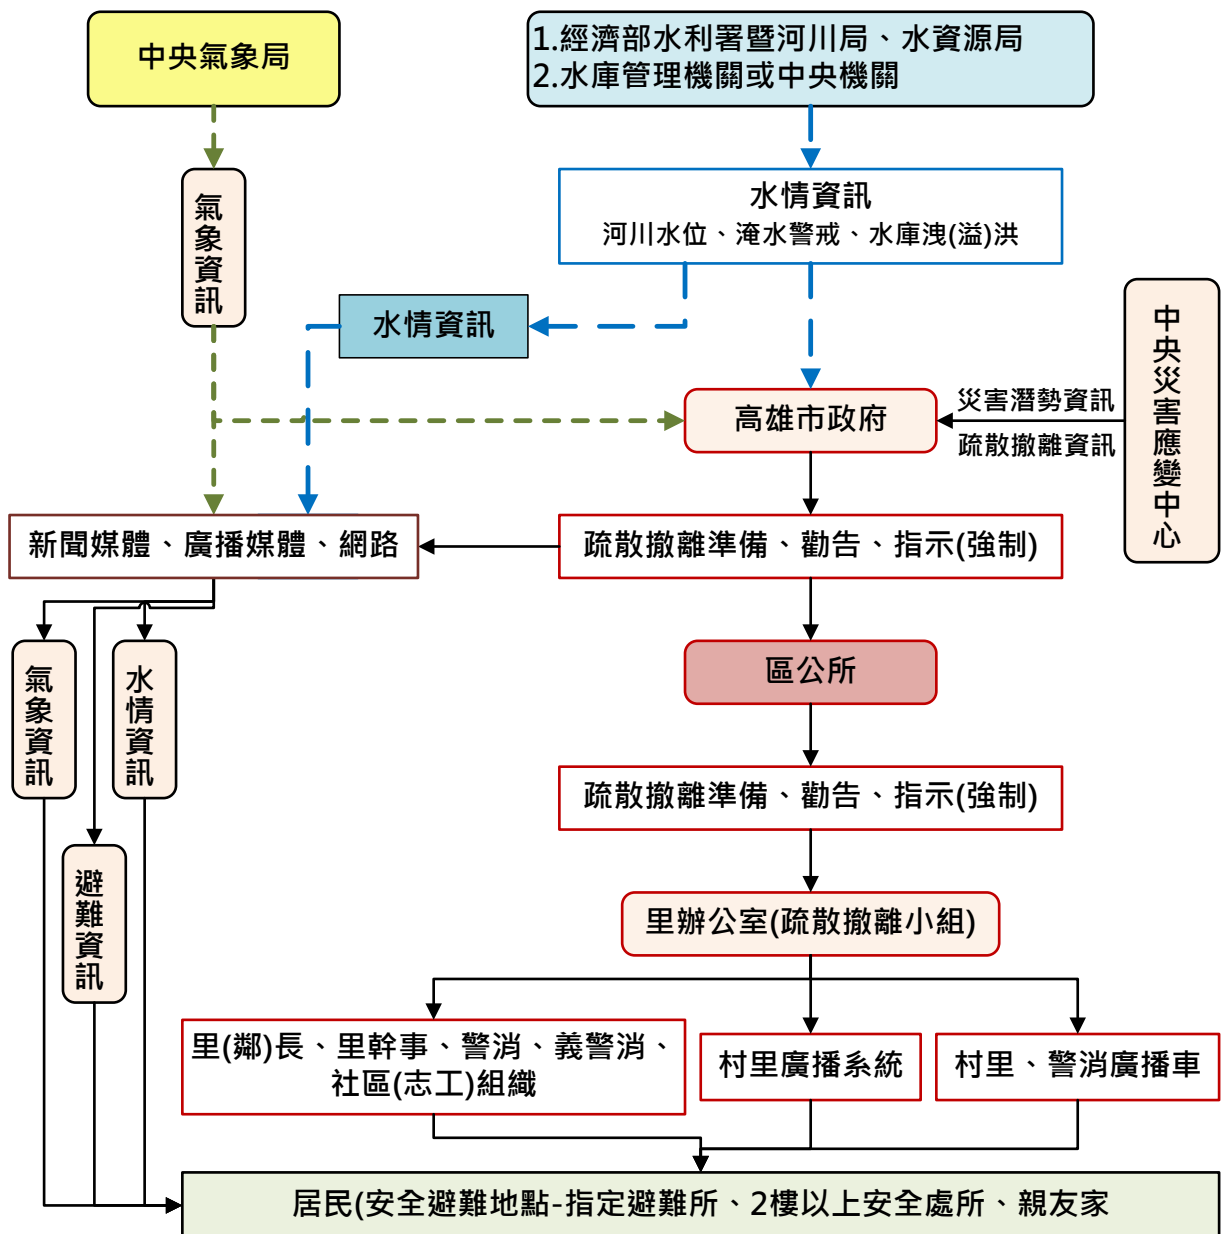 中央氣象局
1.經濟部水利署暨河川局、水資源局
2.水庫管理機關或中央機關
氣象資訊
水情資訊
河川水位、淹水警戒、水庫洩(溢)洪
水情資訊
中央災害應變中心
高雄市政府
災害潛勢資訊
疏散撤離資訊
新聞媒體、廣播媒體、網路
疏散撤離準備、勸告、指示(強制)
氣象資訊
水情資訊
區公所
疏散撤離準備、勸告、指示(強制)
避難資訊
里辦公室(疏散撤離小組)
里(鄰)長、里幹事、警消、義警消、
社區(志工)組織
村里廣播系統
村里、警消廣播車
居民(安全避難地點-指定避難所、2樓以上安全處所、親友家